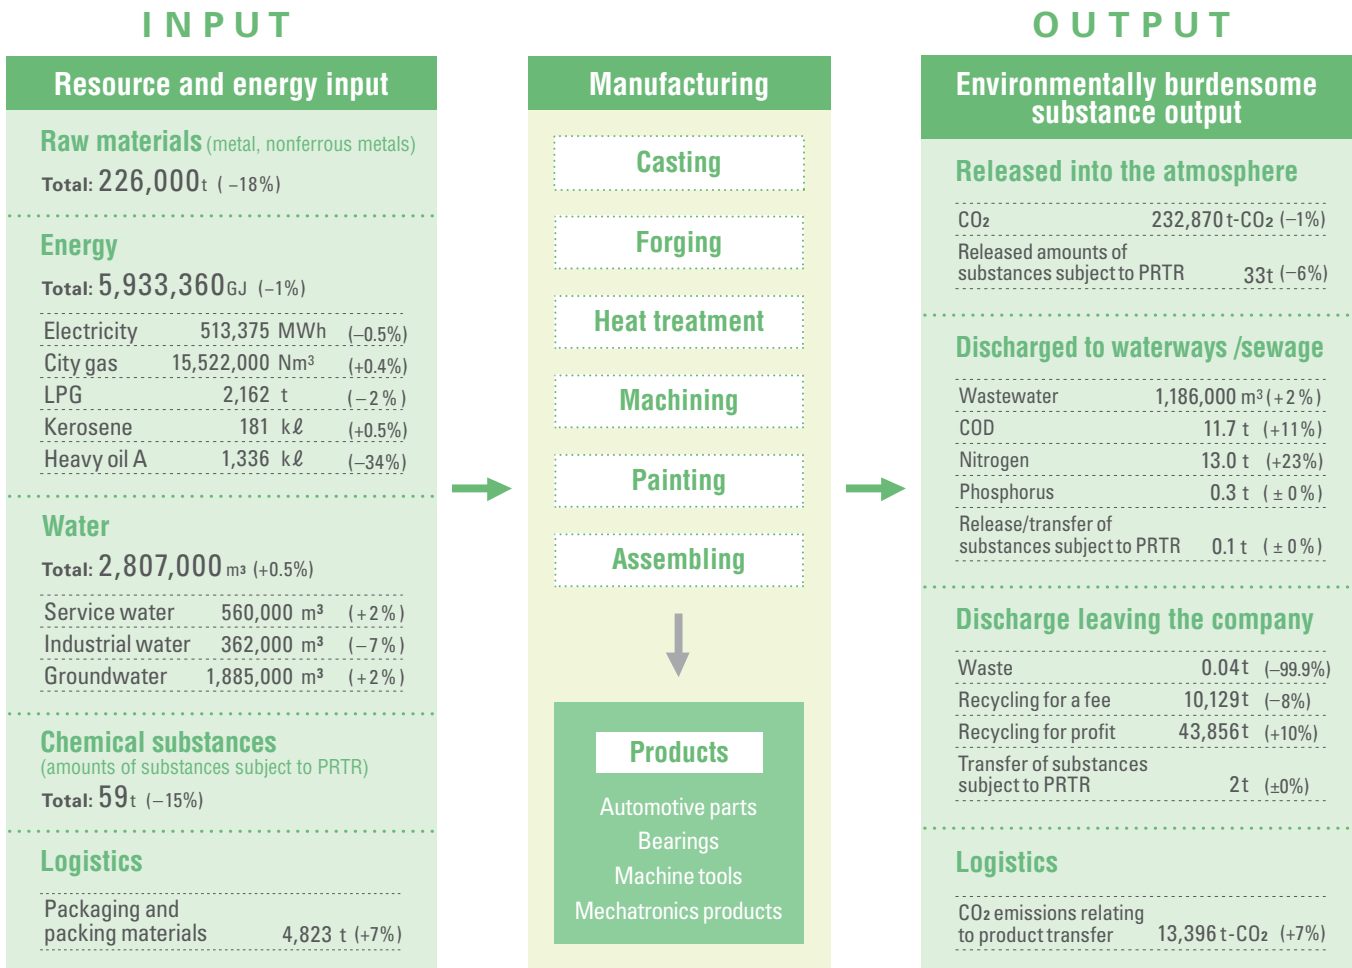 INPUT
Resource and energy input
Raw materials (metal, nonferrous metals)
Total: 226,000t ( −18%)
Energy
Total: 5,933,360GJ (−1%)
Electricity 513,375 MWh (−0.5%)
City gas 15,522,000 Nm³ (+0.4%)
LPG 2,162 t (−2%)
Kerosene 181 kℓ (+0.5%)
Heavy oil A 1,336 kℓ (−34%)
Water
Total: 2,807,000 m³ (+0.5%)
Service water 560,000 m³ (+2%)
Industrial water 362,000 m³ (−7%)
Groundwater 1,885,000 m³ (+2%)
Chemical substances
(amounts of substances subject to PRTR)
Total: 59t (−15%)
Logistics
Packaging and
packing materials 4,823 t (+7%)
Manufacturing
Casting
Forging
Heat treatment
Machining
Painting
Assembling
Products
Automotive parts
Bearings
Machine tools
Mechatronics products
OUTPUT
Environmentally burdensome
substance output
Released into the atmosphere
CO₂ 232,870 t-CO₂ (−1%)
Released amounts of
substances subject to PRTR 33t (−6%)
Discharged to waterways /sewage
Wastewater 1,186,000 m³ (+2%)
COD 11.7 t (+11%)
Nitrogen 13.0 t (+23%)
Phosphorus 0.3 t (±0%)
Release/transfer of
substances subject to PRTR 0.1 t (±0%)
Discharge leaving the company
Waste 0.04t (−99.9%)
Recycling for a fee 10,129t (−8%)
Recycling for profit 43,856t (+10%)
Transfer of substances
subject to PRTR 2t (±0%)
Logistics
CO₂ emissions relating
to product transfer 13,396 t-CO₂ (+7%)